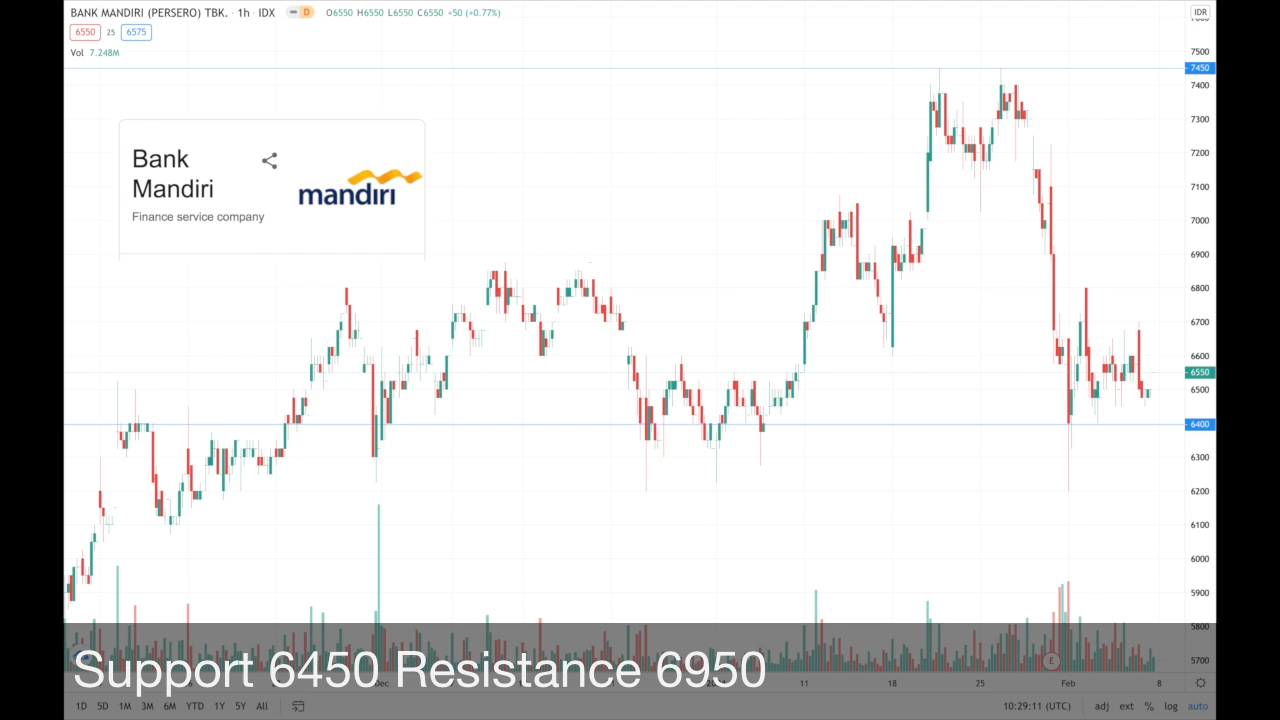 BANK MANDIRI (PERSERO) TBK. · 1h · IDX D O6550 H6550 L6550 C6550 +50 (+0.77%) IDR
6550 25 6575
Vol 7.248M
7500
7450
7400
7300
7200
7100
7000
6900
6800
6700
6600
6550
6500
6400
6300
6200
6100
6000
5900
5800
5700
Bank
Mandiri
Finance service company
mandiri
E
Support 6450 Resistance 6950
Dec 11 18 25 Feb 8
1D 5D 1M 3M 6M YTD 1Y 5Y All 10:29:11 (UTC) adj ext % log auto